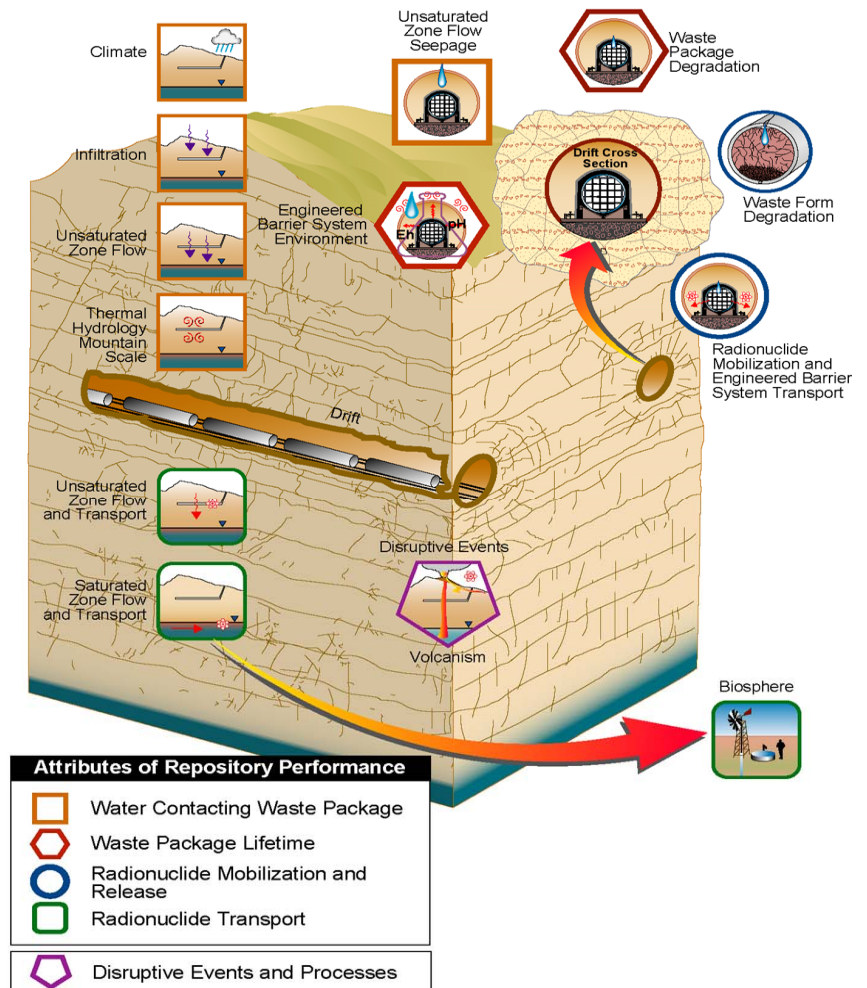 Climate
Infiltration
Unsaturated
Zone Flow
Thermal
Hydrology
Mountain
Scale
Unsaturated
Zone Flow
Seepage
Waste
Package
Degradation
Drift Cross
Section
Waste Form
Degradation
Engineered
Barrier System
Environment
Eh
pH
Radionuclide
Mobilization and
Engineered Barrier
System Transport
Drift
Unsaturated
Zone Flow
and Transport
Saturated
Zone Flow
and Transport
Disruptive Events
Volcanism
Biosphere
Attributes of Repository Performance
Water Contacting Waste Package
Waste Package Lifetime
Radionuclide Mobilization and
Release
Radionuclide Transport
Disruptive Events and Processes